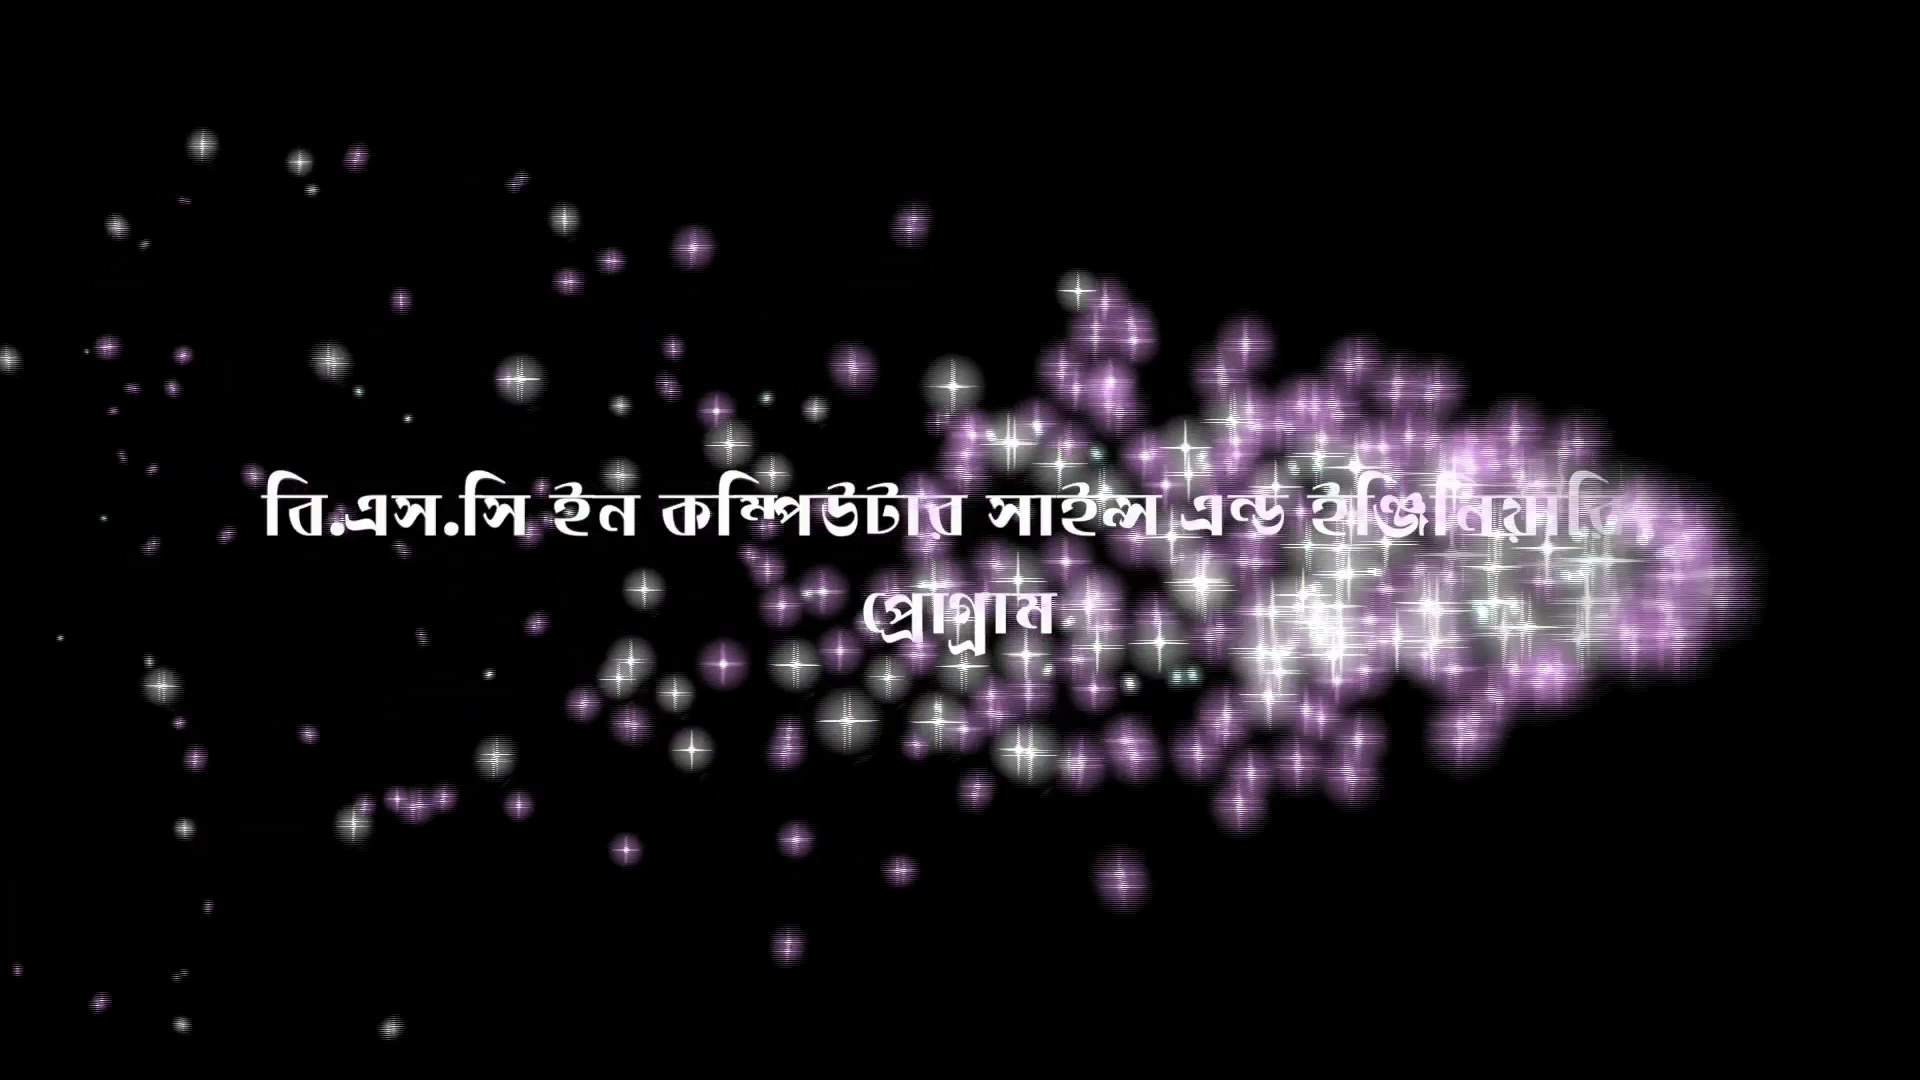 বি.এস.সি ইন কম্পিউটার সাইন্স এন্ড ইঞ্জিনিয়ারিং
প্রোগ্রাম